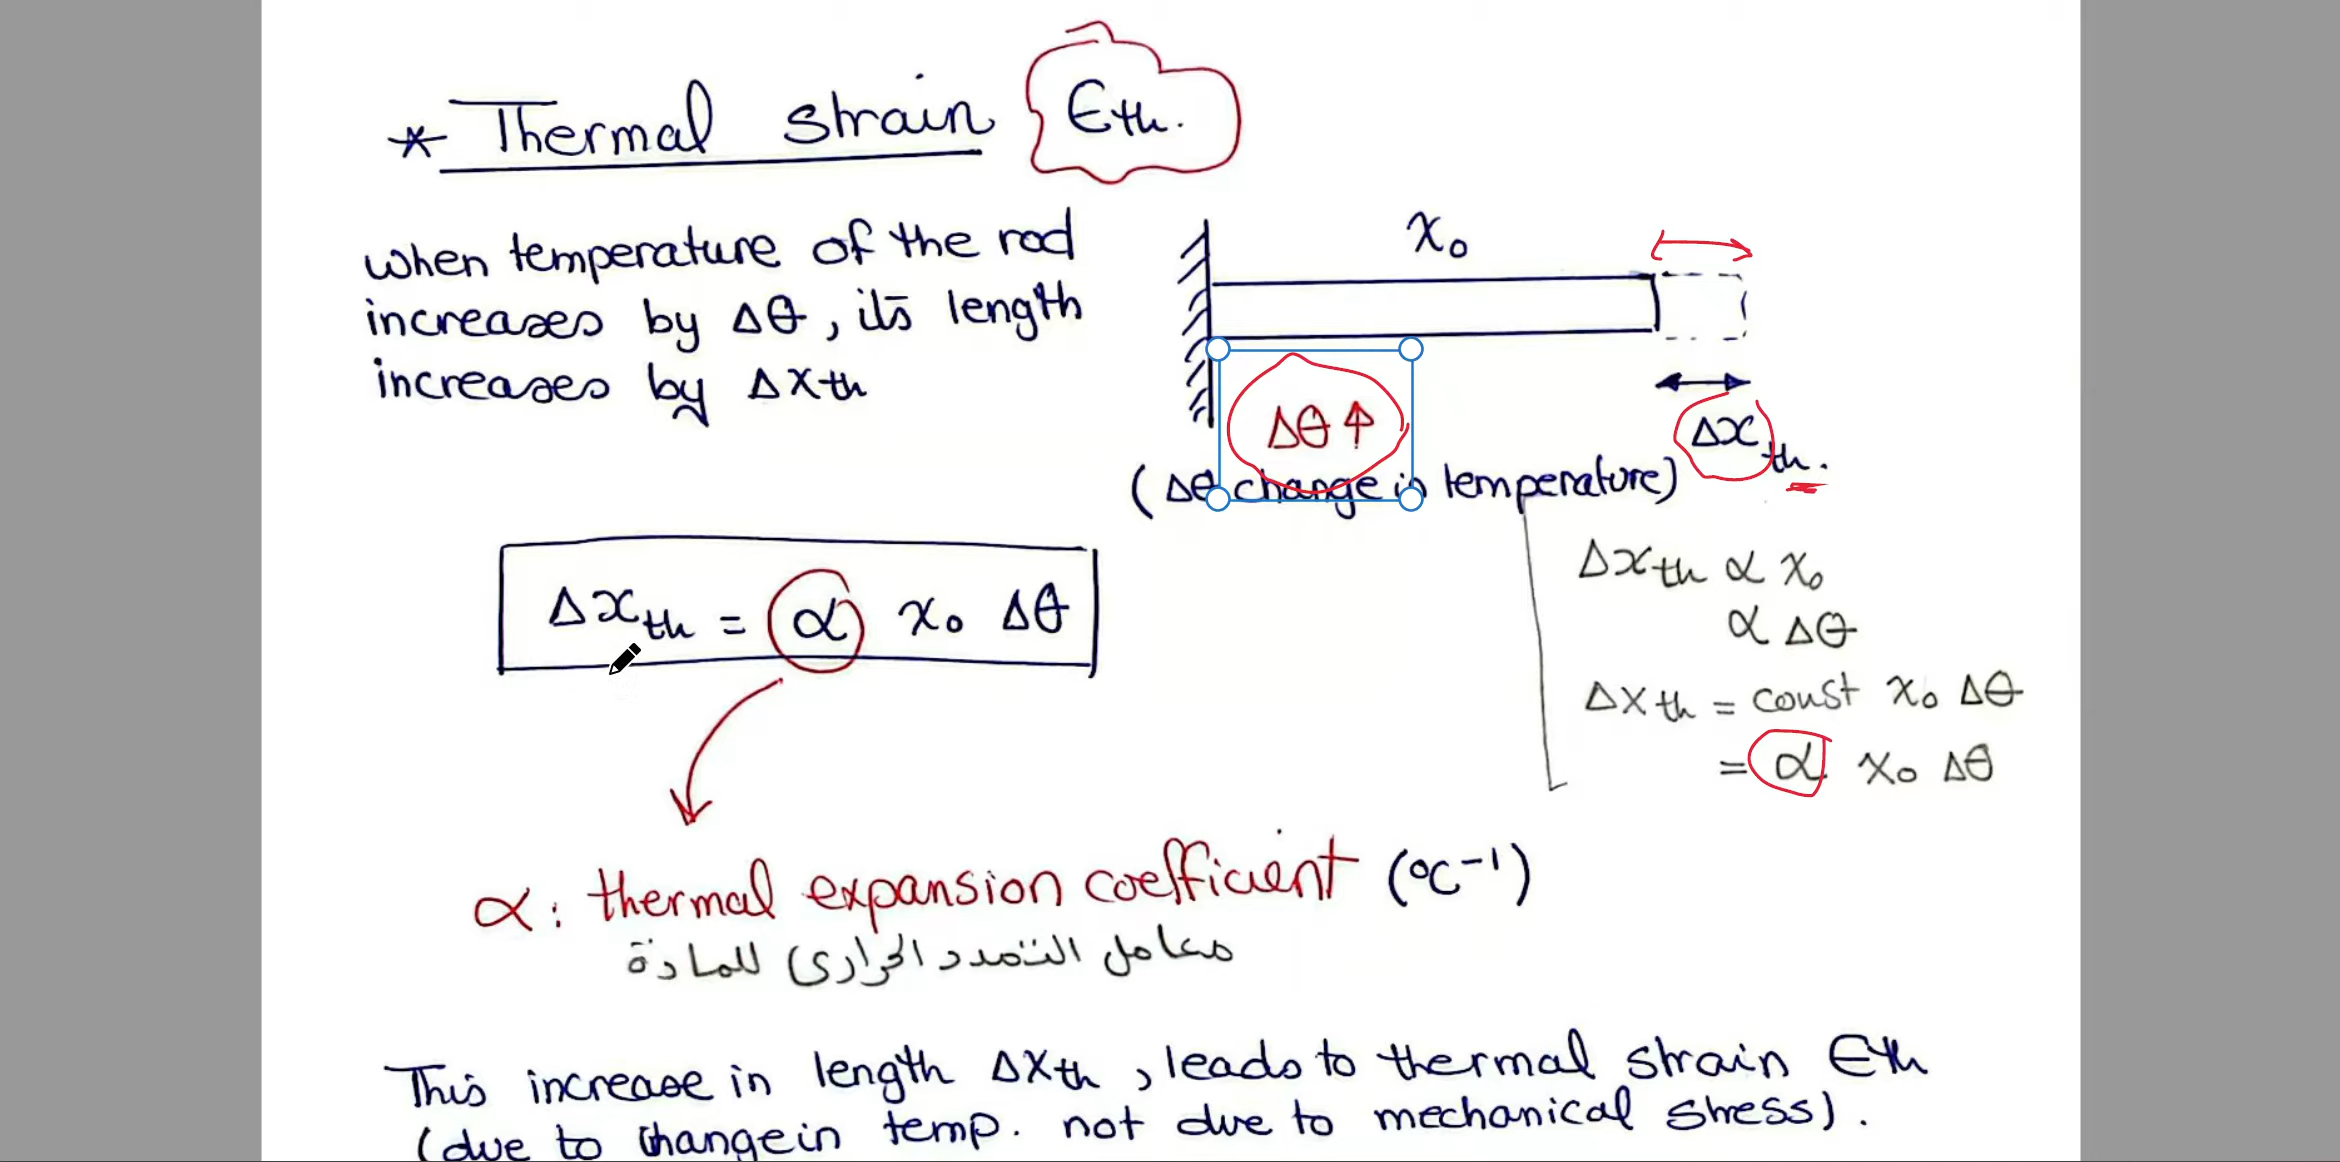 * Thermal strain Eth.
when temperature of the rod
increases by Δθ, its length
increases by ΔXth
x₀
Δθ ↑
Δx th.
(Δθ change in temperature)
Δxth = α x₀ Δθ
Δxth α x₀
α Δθ
Δxth = const x₀ Δθ
= α x₀ Δθ
α: thermal expansion coefficient (°C⁻¹)
معامل التمدد الحرارى للمادة
This increase in length ΔXth, leads to thermal strain Eth
(due to change in temp. not due to mechanical stress).